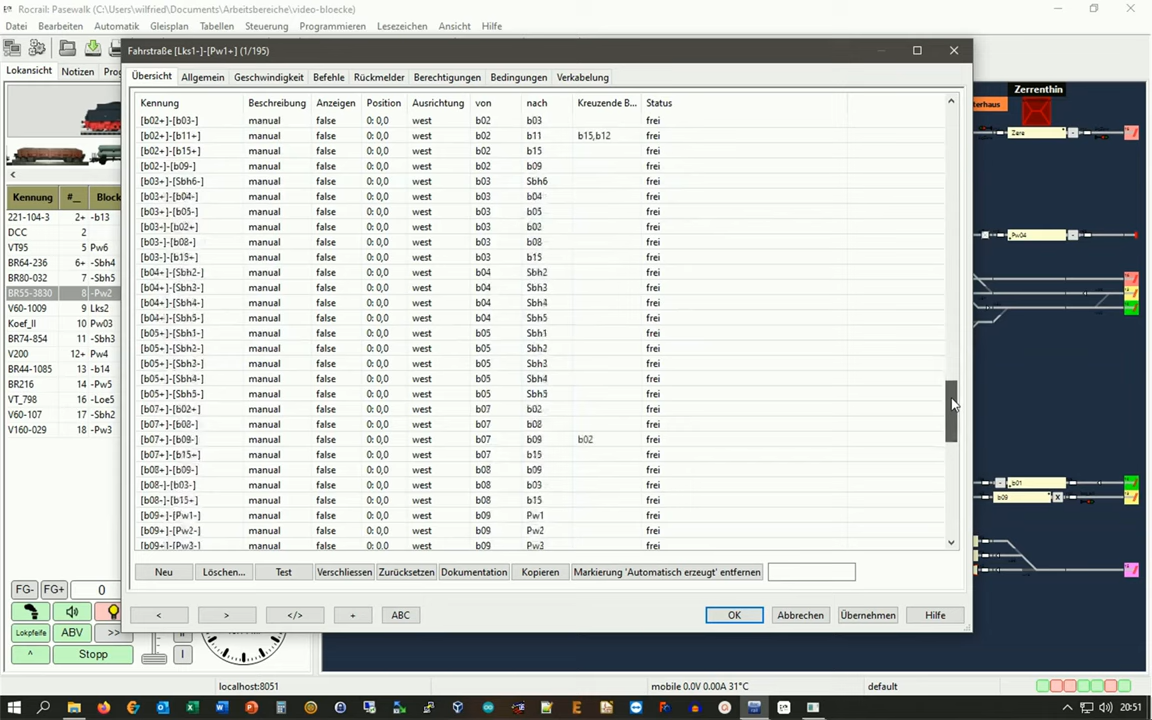 Rocrail: Pasewalk (C:\Users\wilfried\Documents\Arbeitsbereiche\video-bloecke)
Datei Bearbeiten Automatik Gleisplan Tabellen Steuerung Programmieren Lesezeichen Ansicht Hilfe
Fahrstraße [Lks1-]-[Pw1+] (1/195)
Lokansicht Notizen Prog
Übersicht Allgemein Geschwindigkeit Befehle Rückmelder Berechtigungen Bedingungen Verkabelung
Kennung Beschreibung Anzeigen Position Ausrichtung von nach Kreuzende B... Status
[b02+]-[b03-] manual false 0: 0,0 west b02 b03 frei
[b02+]-[b11+] manual false 0: 0,0 west b02 b11 b15,b12 frei
[b02+]-[b15+] manual false 0: 0,0 west b02 b15 frei
[b02-]-[b09-] manual false 0: 0,0 west b02 b09 frei
[b03+]-[Sbh6-] manual false 0: 0,0 west b03 Sbh6 frei
[b03+]-[b04-] manual false 0: 0,0 west b03 b04 frei
[b03+]-[b05-] manual false 0: 0,0 west b03 b05 frei
[b03-]-[b02+] manual false 0: 0,0 west b03 b02 frei
[b03-]-[b08-] manual false 0: 0,0 west b03 b08 frei
[b03-]-[b15+] manual false 0: 0,0 west b03 b15 frei
[b04+]-[Sbh2-] manual false 0: 0,0 west b04 Sbh2 frei
[b04+]-[Sbh3-] manual false 0: 0,0 west b04 Sbh3 frei
[b04+]-[Sbh4-] manual false 0: 0,0 west b04 Sbh4 frei
[b04+]-[Sbh5-] manual false 0: 0,0 west b04 Sbh5 frei
[b05+]-[Sbh1-] manual false 0: 0,0 west b05 Sbh1 frei
[b05+]-[Sbh2-] manual false 0: 0,0 west b05 Sbh2 frei
[b05+]-[Sbh3-] manual false 0: 0,0 west b05 Sbh3 frei
[b05+]-[Sbh4-] manual false 0: 0,0 west b05 Sbh4 frei
[b05+]-[Sbh5-] manual false 0: 0,0 west b05 Sbh5 frei
[b07+]-[b02+] manual false 0: 0,0 west b07 b02 frei
[b07+]-[b08-] manual false 0: 0,0 west b07 b08 frei
[b07+]-[b09-] manual false 0: 0,0 west b07 b09 b02 frei
[b07+]-[b15+] manual false 0: 0,0 west b07 b15 frei
[b08+]-[b09-] manual false 0: 0,0 west b08 b09 frei
[b08-]-[b03-] manual false 0: 0,0 west b08 b03 frei
[b08-]-[b15+] manual false 0: 0,0 west b08 b15 frei
[b09+]-[Pw1-] manual false 0: 0,0 west b09 Pw1 frei
[b09+]-[Pw2-] manual false 0: 0,0 west b09 Pw2 frei
[b09+]-[Pw3-] manual false 0: 0,0 west b09 Pw3 frei
Neu Löschen... Test Verschliessen Zurücksetzen Dokumentation Kopieren Markierung 'Automatisch erzeugt' entfernen
< > </> + ABC OK Abbrechen Übernehmen Hilfe
Kennung #_ Block
221-104-3 2+ -b13
DCC 2
VT95 5 Pw6
BR64-236 6+ -Sbh4
BR80-032 7 -Sbh5
BR55-3830 8 -Pw2
V60-1009 9 Lks2
Koef_II 10 Pw03
BR74-854 11 -Sbh3
V200 12+ Pw4
BR44-1085 13 -b14
BR216 14 -Pw5
VT_798 16 -Loe5
V60-107 17 -Sbh2
V160-029 18 -Pw3
FG- FG+ 0
Lokpfeife ABV >> II
^ Stopp I
terhaus Zerrenthin
Zere -
Pw04 -
- b01
b09 x
localhost:8051 mobile 0.0V 0.00A 31°C default
20:51